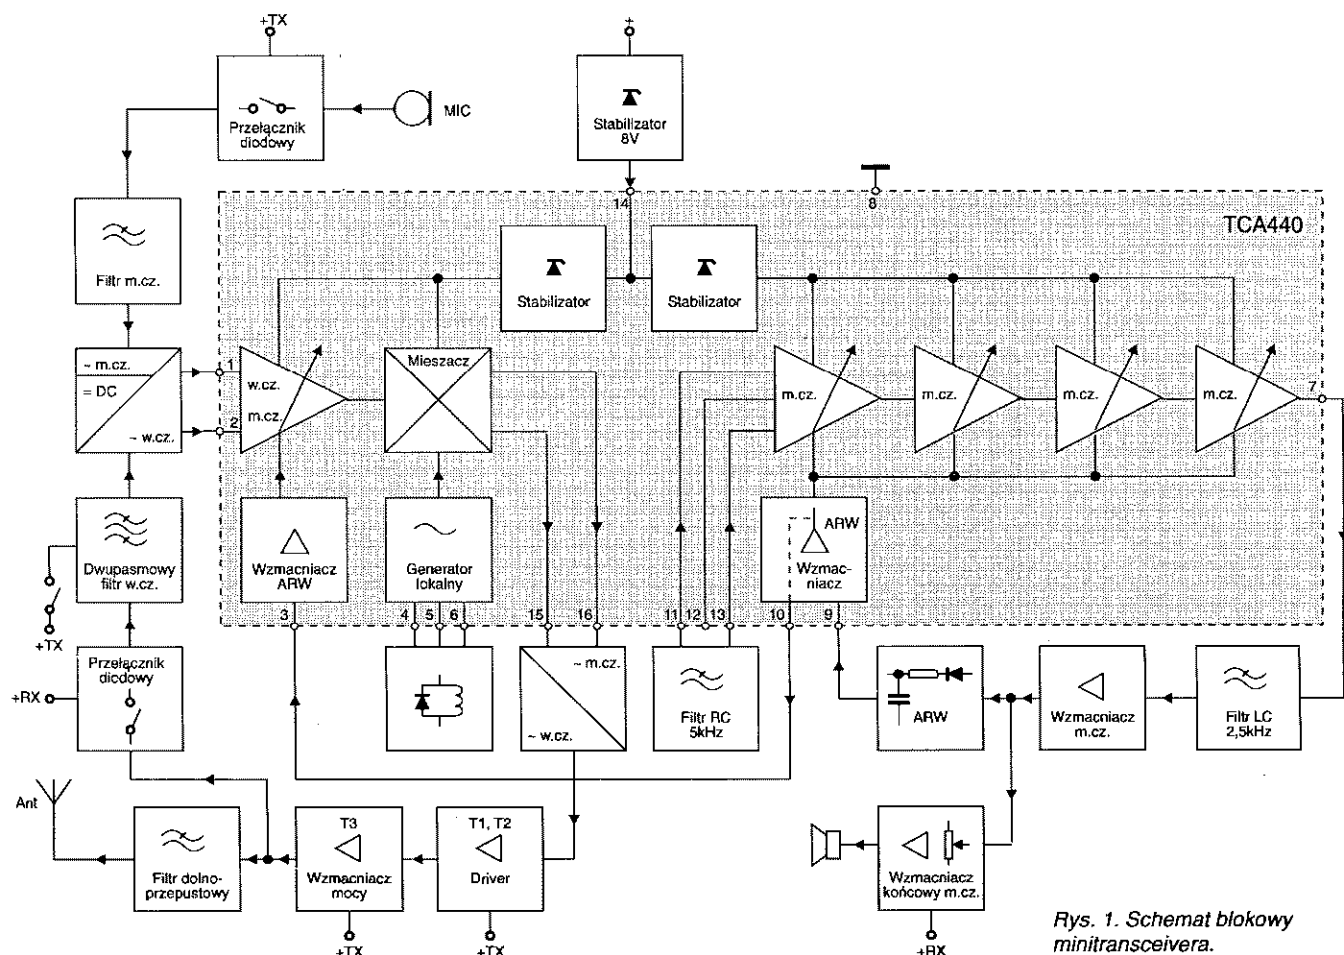 +TX
+
MIC
Przełącznik
diodowy
Stabilizator
8V
14
8
TCA440
Filtr m.cz.
Stabilizator
Stabilizator
~ m.cz.
= DC
~ w.cz.
1
2
w.cz.
m.cz.
Mieszacz
m.cz.
m.cz.
m.cz.
m.cz.
7
Dwupasmowy
filtr w.cz.
+TX
Wzmacniacz
ARW
Generator
lokalny
ARW
Wzmac-
niacz
3
4
5
6
15
16
11
12
13
10
9
Przełącznik
diodowy
+RX
~ m.cz.
~ w.cz.
Filtr RC
5kHz
ARW
Wzmacniacz
m.cz.
Filtr LC
2,5kHz
Ant
Filtr dolno-
przepustowy
T3
Wzmacniacz
mocy
+TX
T1, T2
Driver
+TX
Wzmacniacz
końcowy m.cz.
+RX
Rys. 1. Schemat blokowy
minitransceivera.